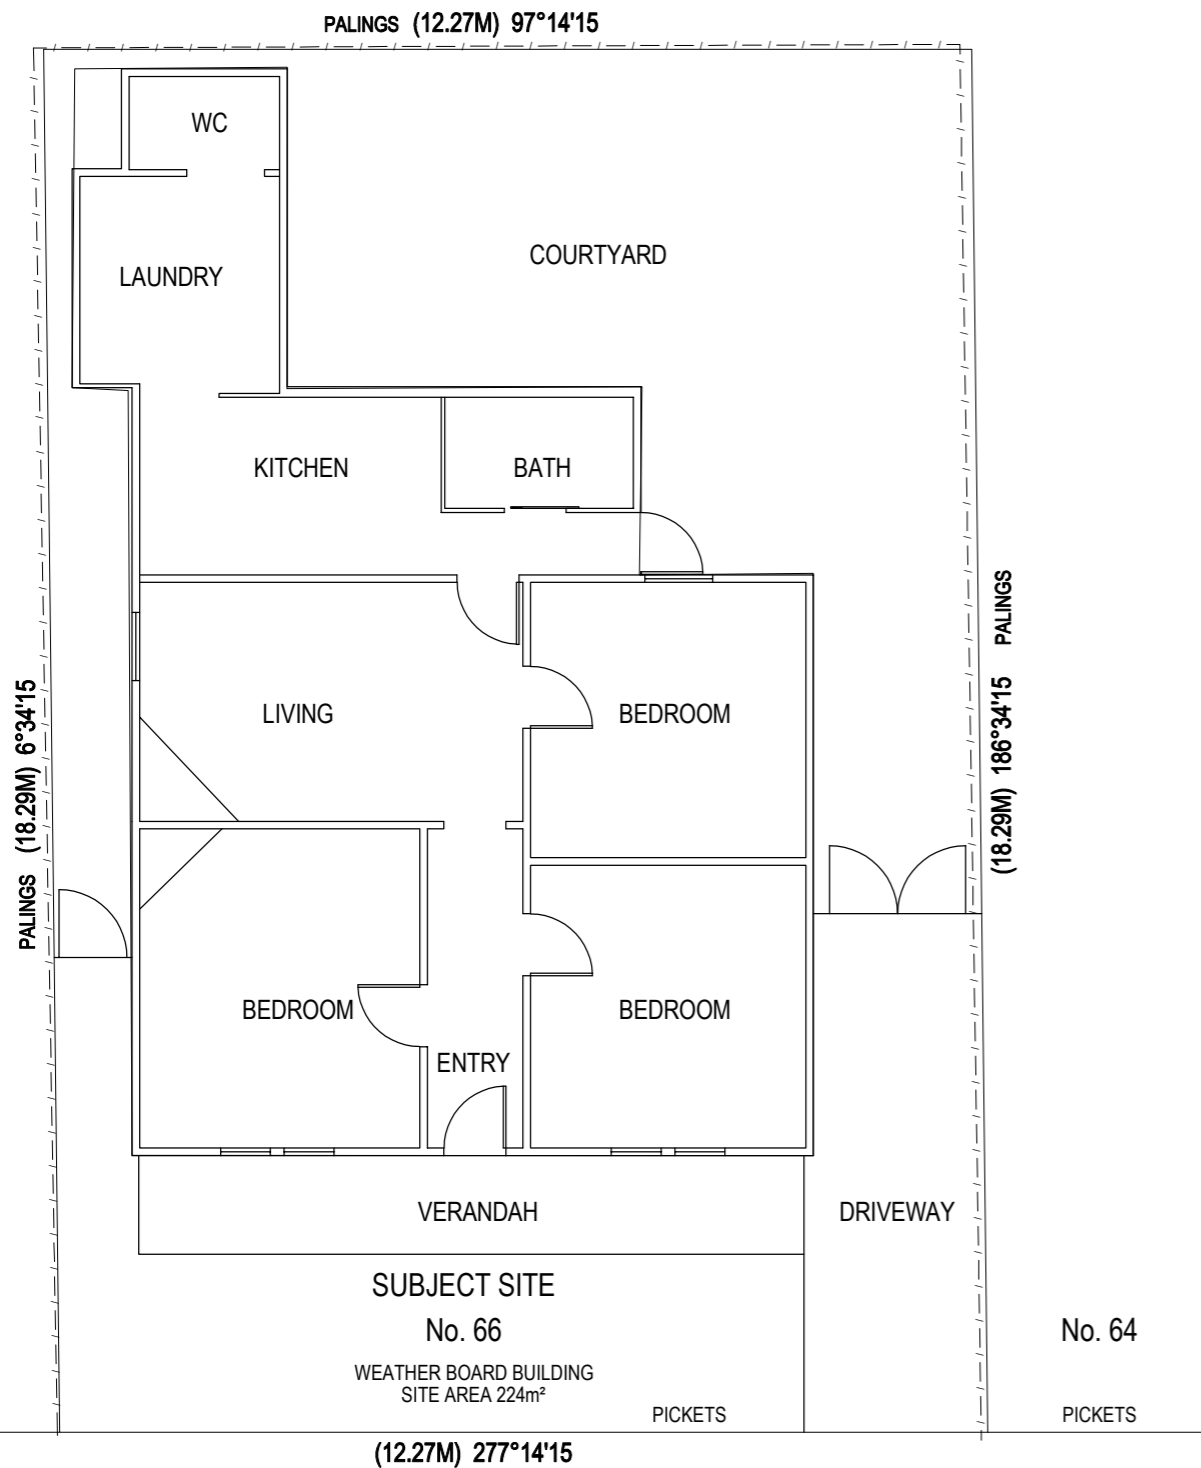 PALINGS (12.27M) 97°14'15
WC
COURTYARD
LAUNDRY
KITCHEN
BATH
PALINGS
(18.29M) 186°34'15
PALINGS (18.29M) 6°34'15
LIVING
BEDROOM
BEDROOM
BEDROOM
ENTRY
VERANDAH
DRIVEWAY
SUBJECT SITE
No. 66
No. 64
WEATHER BOARD BUILDING
SITE AREA 224m²
PICKETS
PICKETS
(12.27M) 277°14'15